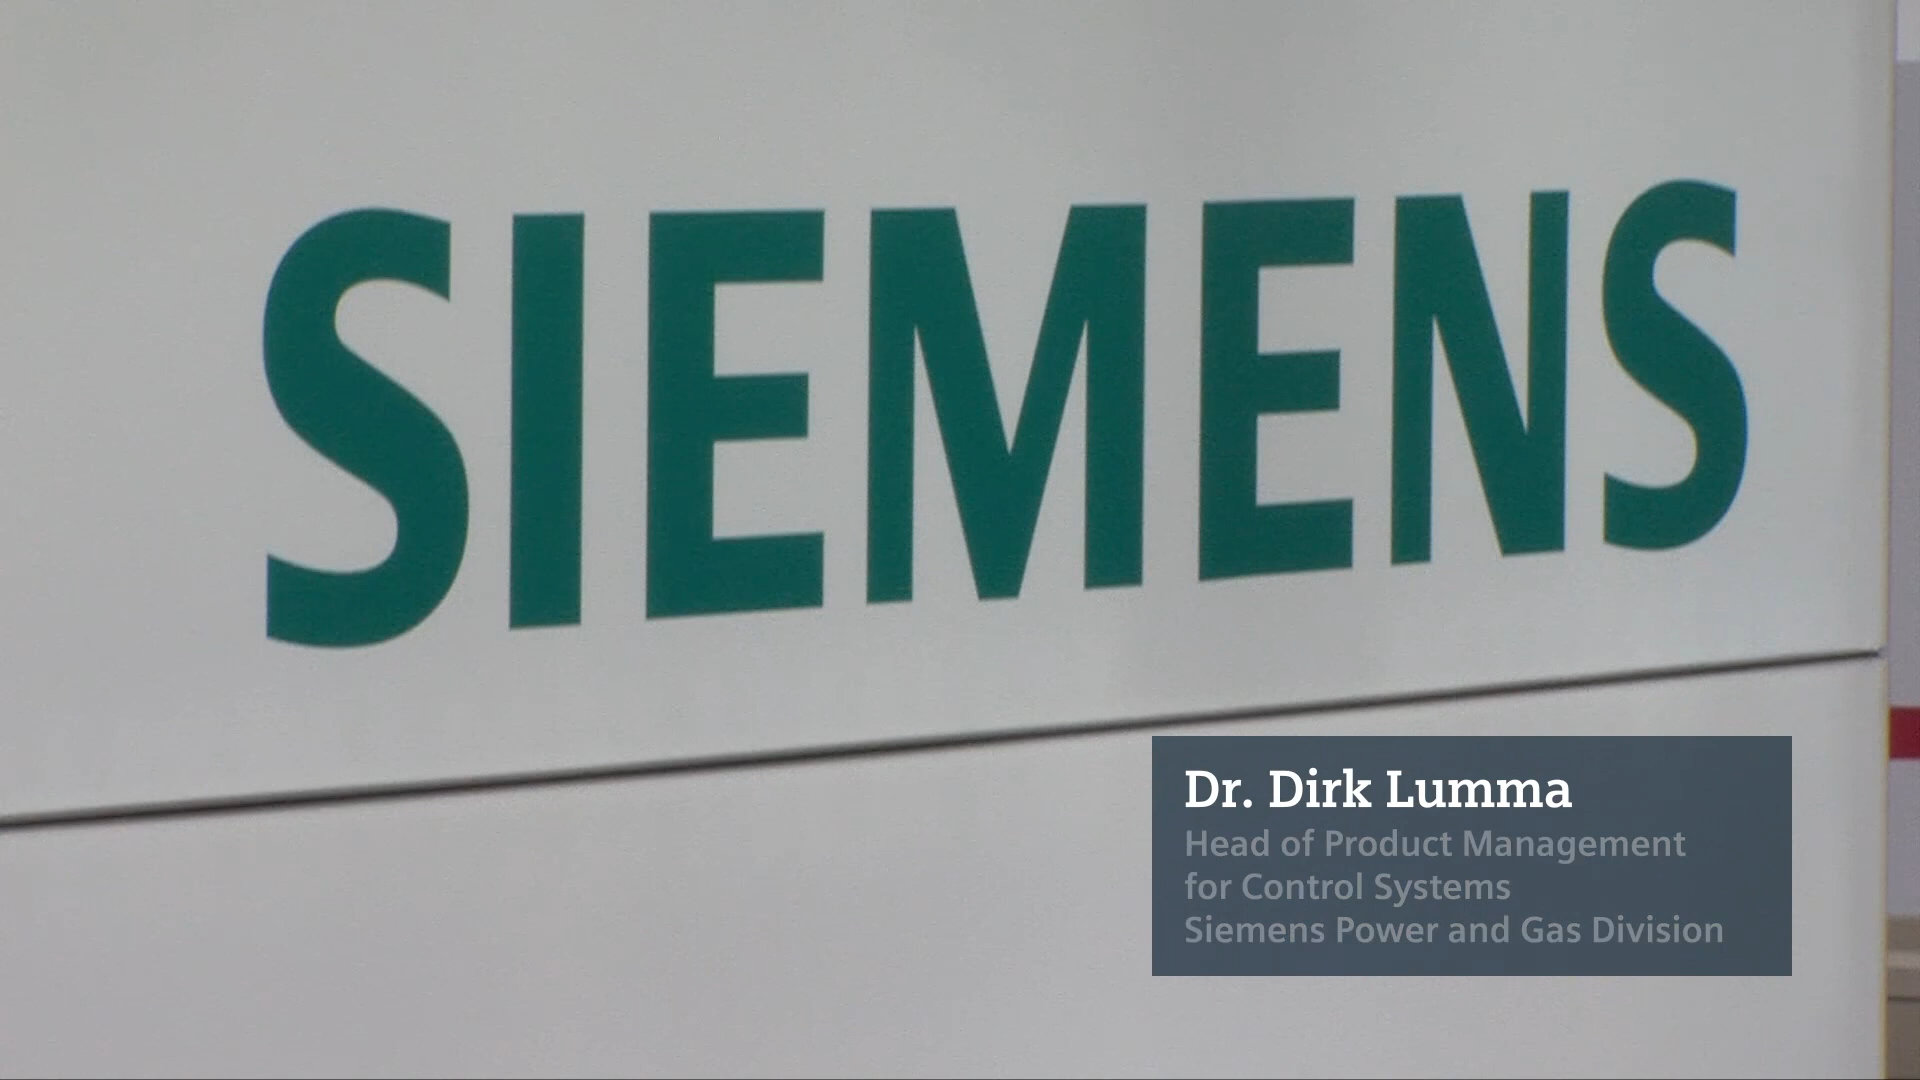 SIEMENS
Dr. Dirk Lumma
Head of Product Management
for Control Systems
Siemens Power and Gas Division